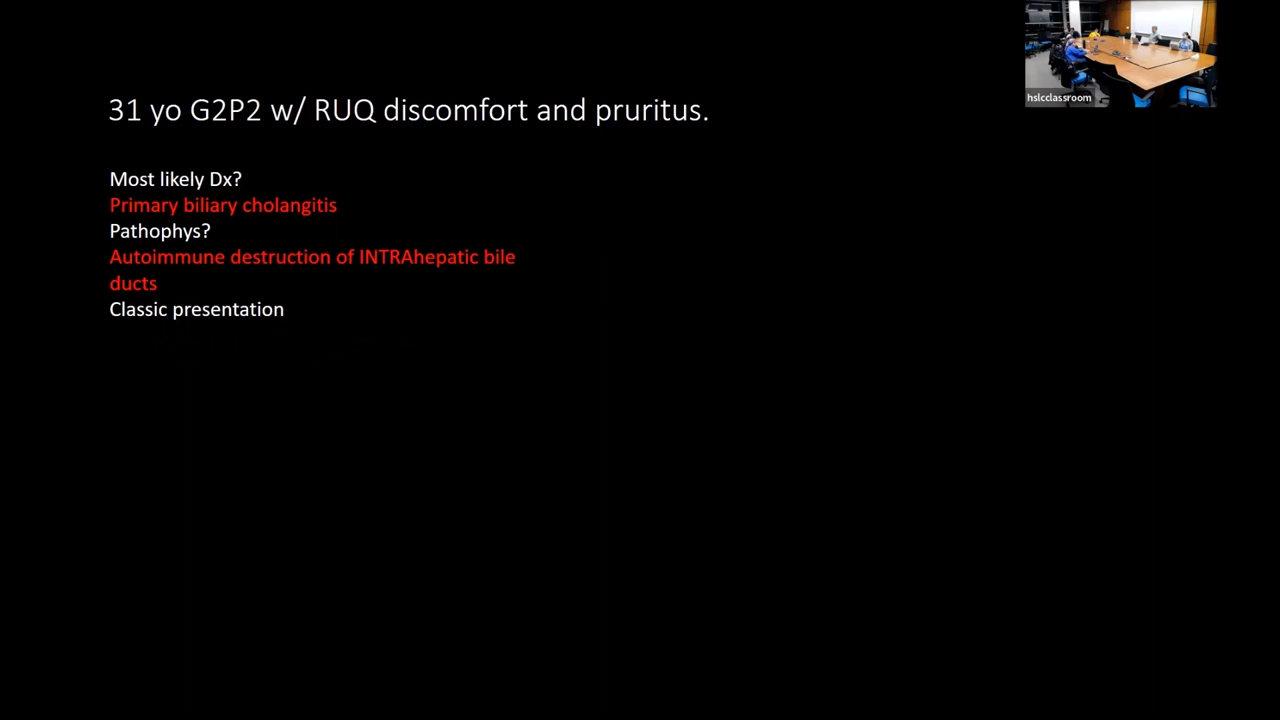 hslcclassroom
31 yo G2P2 w/ RUQ discomfort and pruritus.
Most likely Dx?
Primary biliary cholangitis
Pathophys?
Autoimmune destruction of INTRAhepatic bile
ducts
Classic presentation